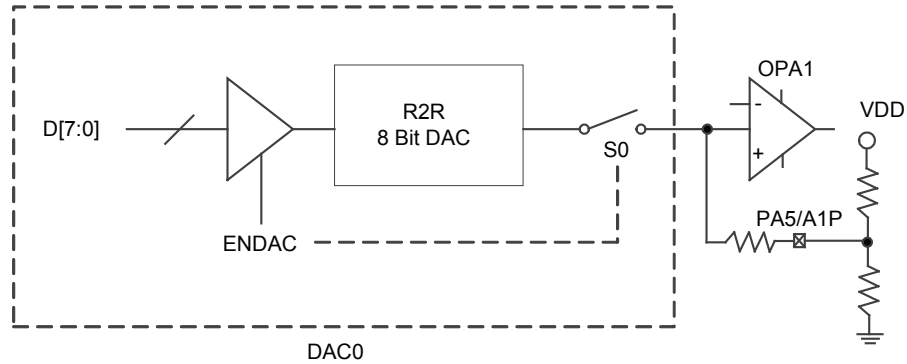 OPA1
VDD
D[7:0]
R2R
8 Bit DAC
-
+
S0
PA5/A1P
ENDAC
DAC0